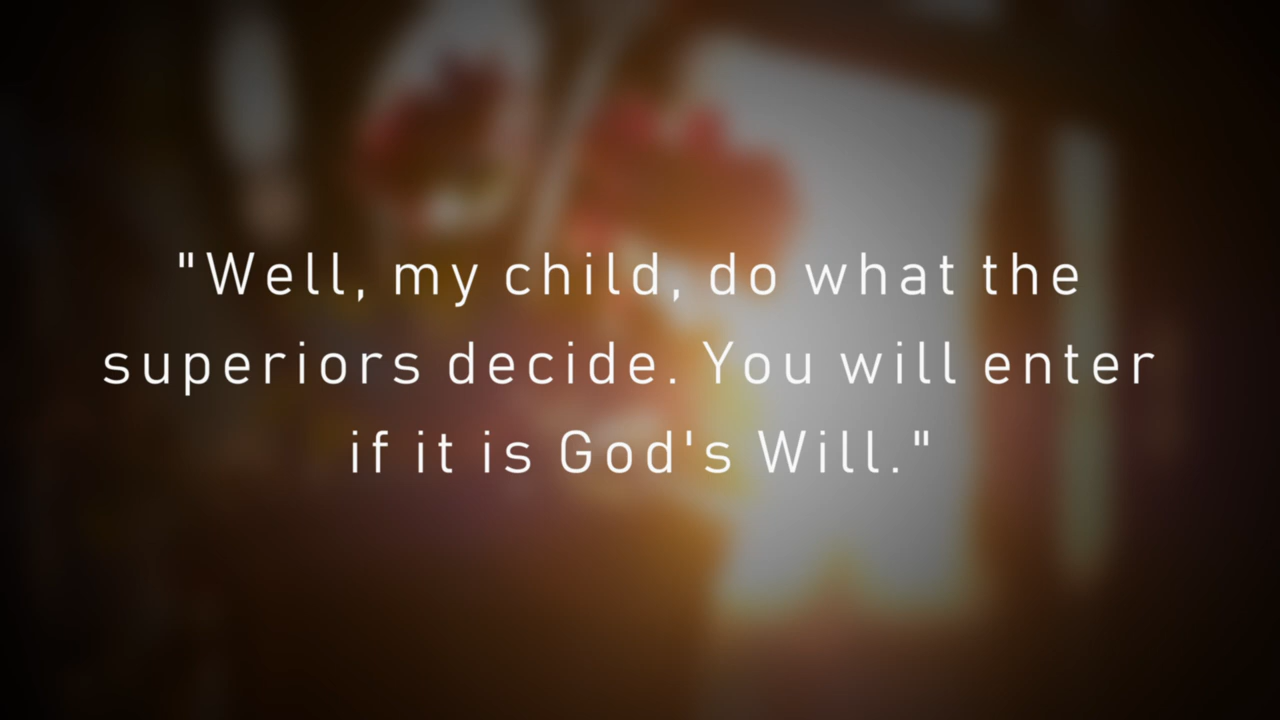 "Well, my child, do what the
superiors decide. You will enter
if it is God's Will."